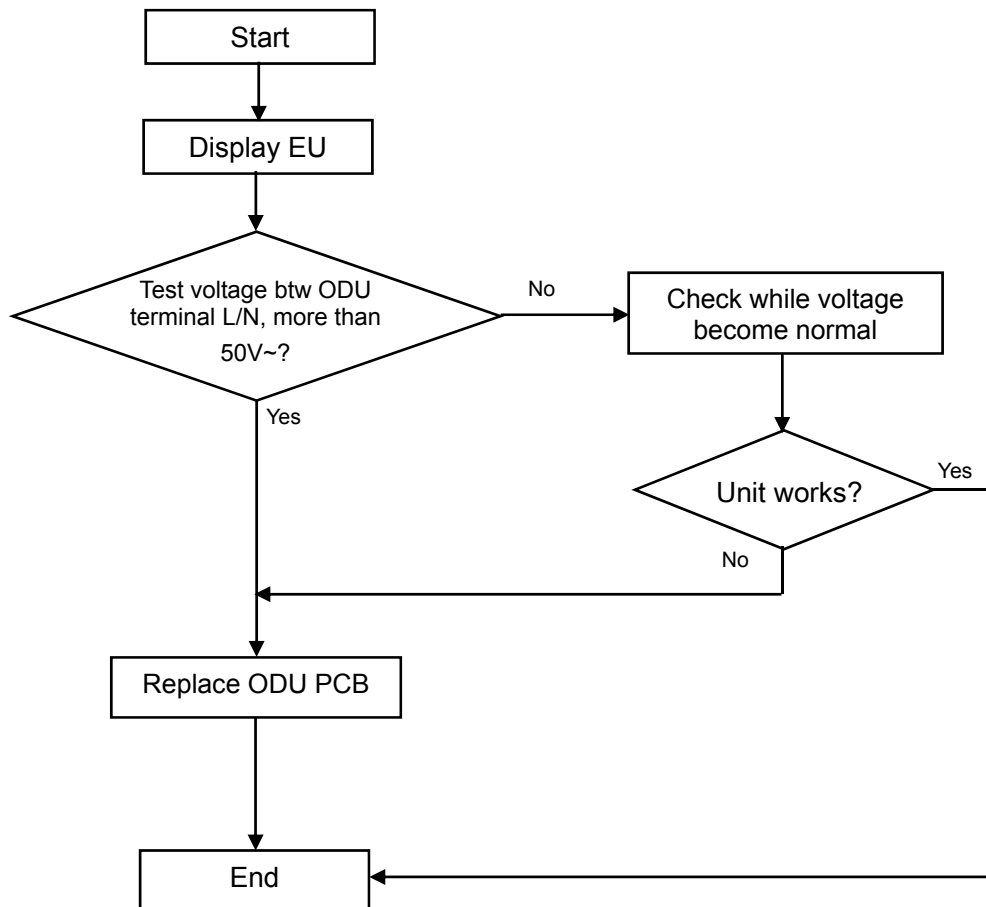 Start
Display EU
Test voltage btw ODU
terminal L/N, more than
50V~?
No
Check while voltage
become normal
Yes
Unit works?
Yes
No
Replace ODU PCB
End